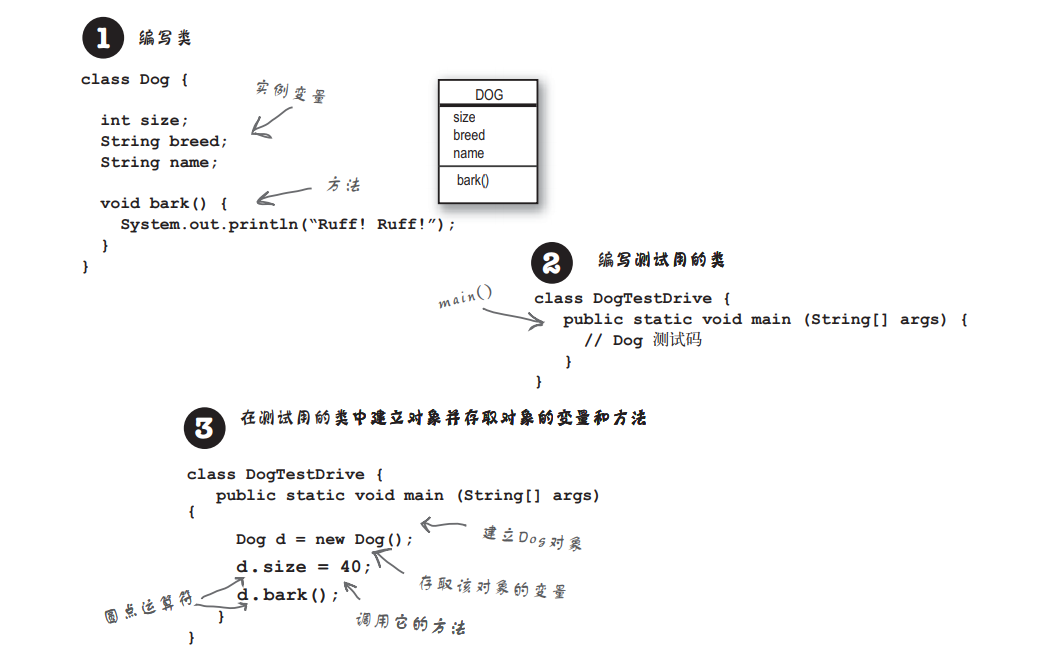 1 编写类
class Dog {
实例变量
int size;
String breed;
String name;
方法
void bark() {
System.out.println(“Ruff! Ruff!”);
}
}
DOG
size
breed
name
bark()
2 编写测试用的类
main()
class DogTestDrive {
public static void main (String[] args) {
// Dog 测试码
}
}
3 在测试用的类中建立对象并存取对象的变量和方法
class DogTestDrive {
public static void main (String[] args)
{
Dog d = new Dog();
建立Dog对象
d.size = 40;
存取该对象的变量
d.bark();
调用它的方法
圆点运算符
}
}